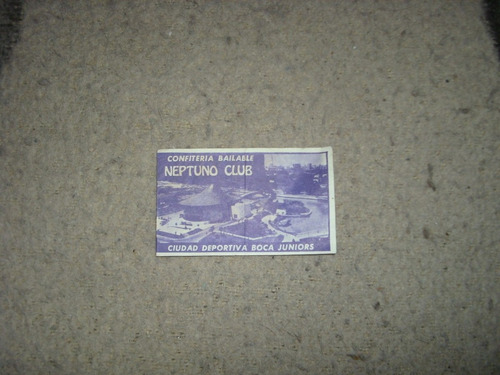 CONFITERIA BAILABLE
NEPTUNO CLUB
CIUDAD DEPORTIVA BOCA JUNIORS